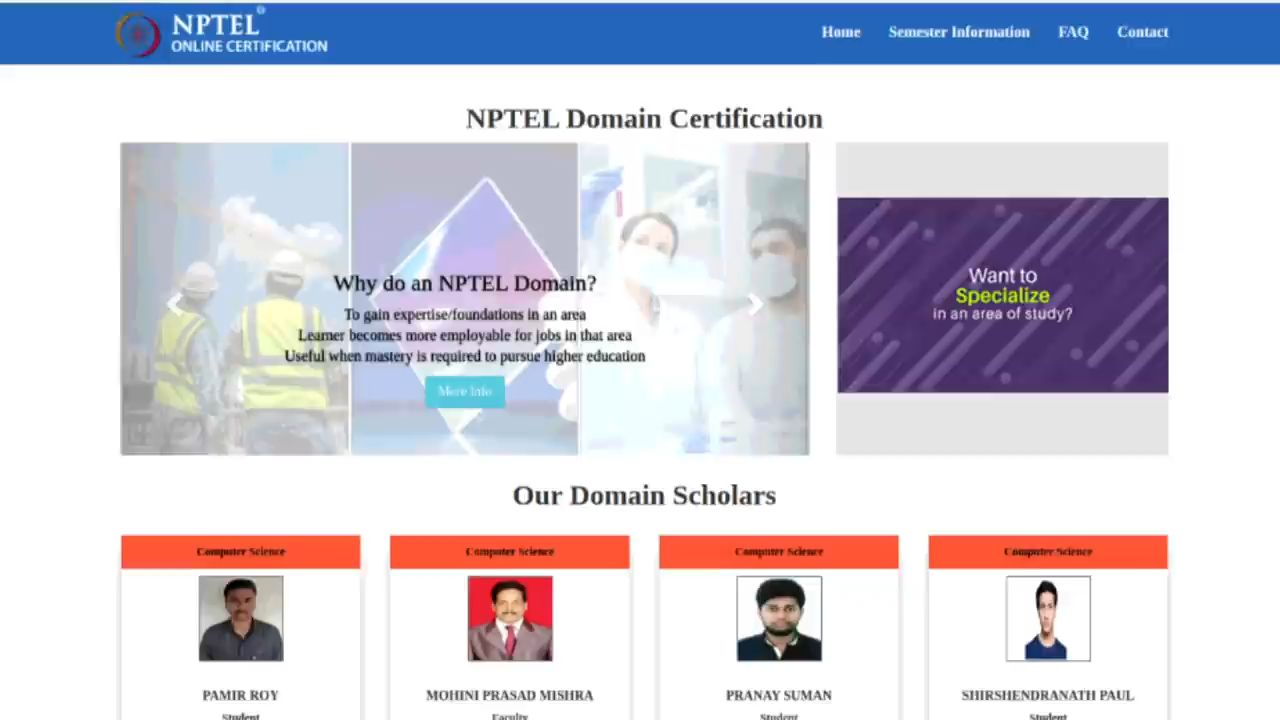 NPTEL®
ONLINE CERTIFICATION
Home Semester Information FAQ Contact
NPTEL Domain Certification
Why do an NPTEL Domain?
To gain expertise/foundations in an area
Learner becomes more employable for jobs in that area
Useful when mastery is required to pursue higher education
More Info
Want to
Specialize
in an area of study?
Our Domain Scholars
Computer Science Computer Science Computer Science Computer Science
PAMIR ROY MOHINI PRASAD MISHRA PRANAY SUMAN SHIRSHENDRANATH PAUL
Student Faculty Student Student